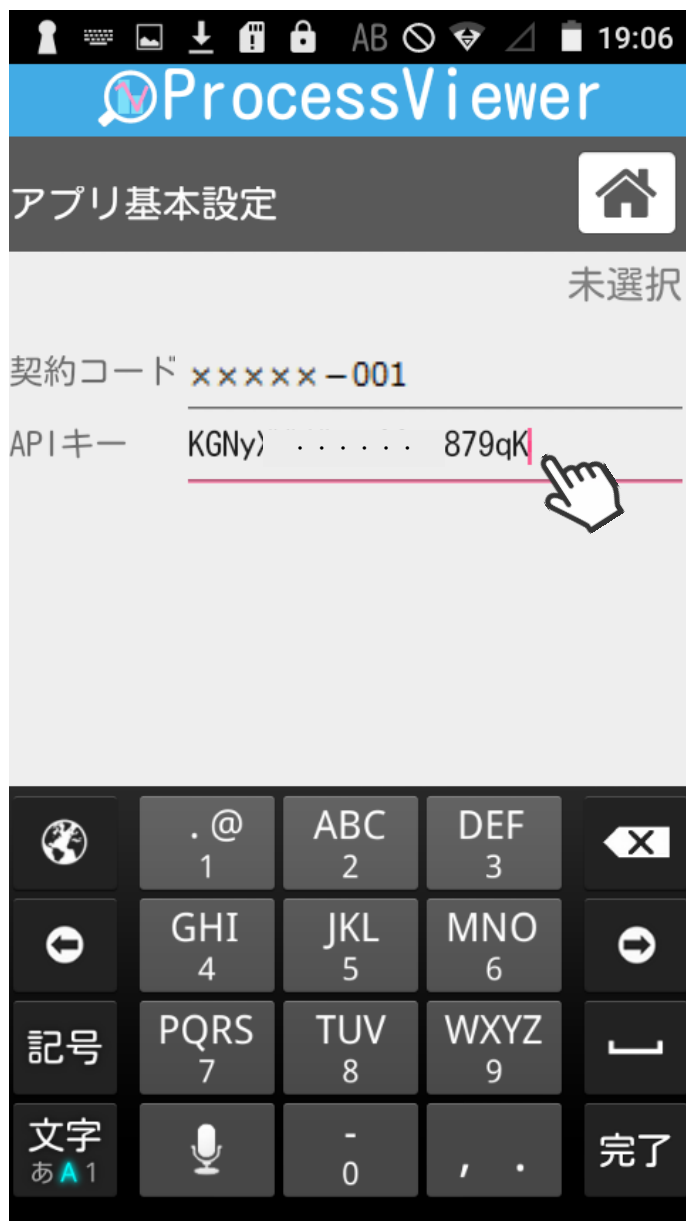 AB 19:06
ProcessViewer
アプリ基本設定
未選択
契約コード ×××××-001
APIキー KGNyX ...... 879qK
.@ ABC DEF
1 2 3
GHI JKL MNO
4 5 6
記号 PQRS TUV WXYZ
7 8 9
文字 - , . 完了
あA1 0